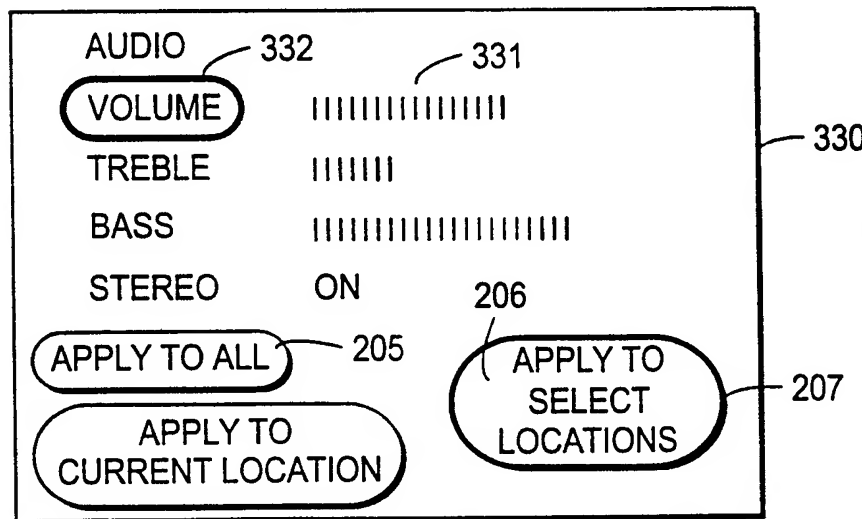 AUDIO 332 331
VOLUME
330
TREBLE
BASS
STEREO ON
206
APPLY TO ALL 205
APPLY TO
SELECT
LOCATIONS
207
APPLY TO
CURRENT LOCATION